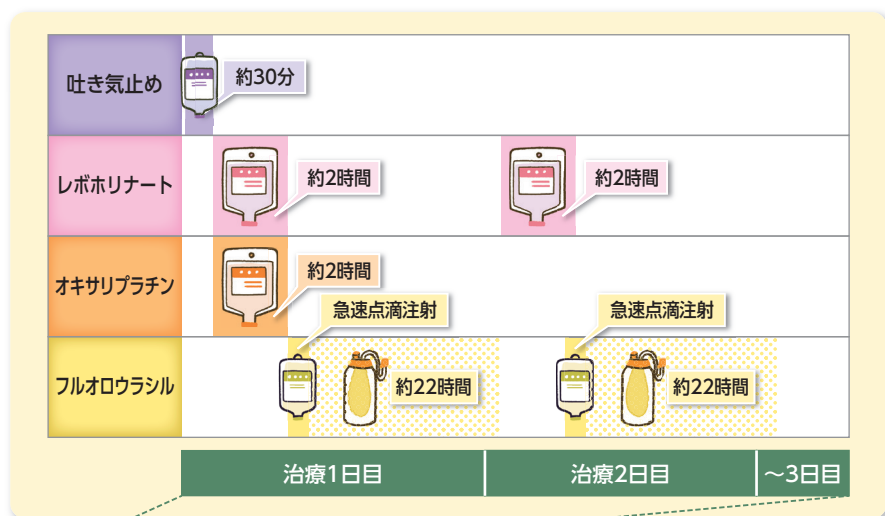 吐き気止め
約30分
レボホリナート
約2時間
約2時間
オキサリプラチン
約2時間
急速点滴注射
急速点滴注射
フルオロウラシル
約22時間
約22時間
治療1日目
治療2日目
～3日目